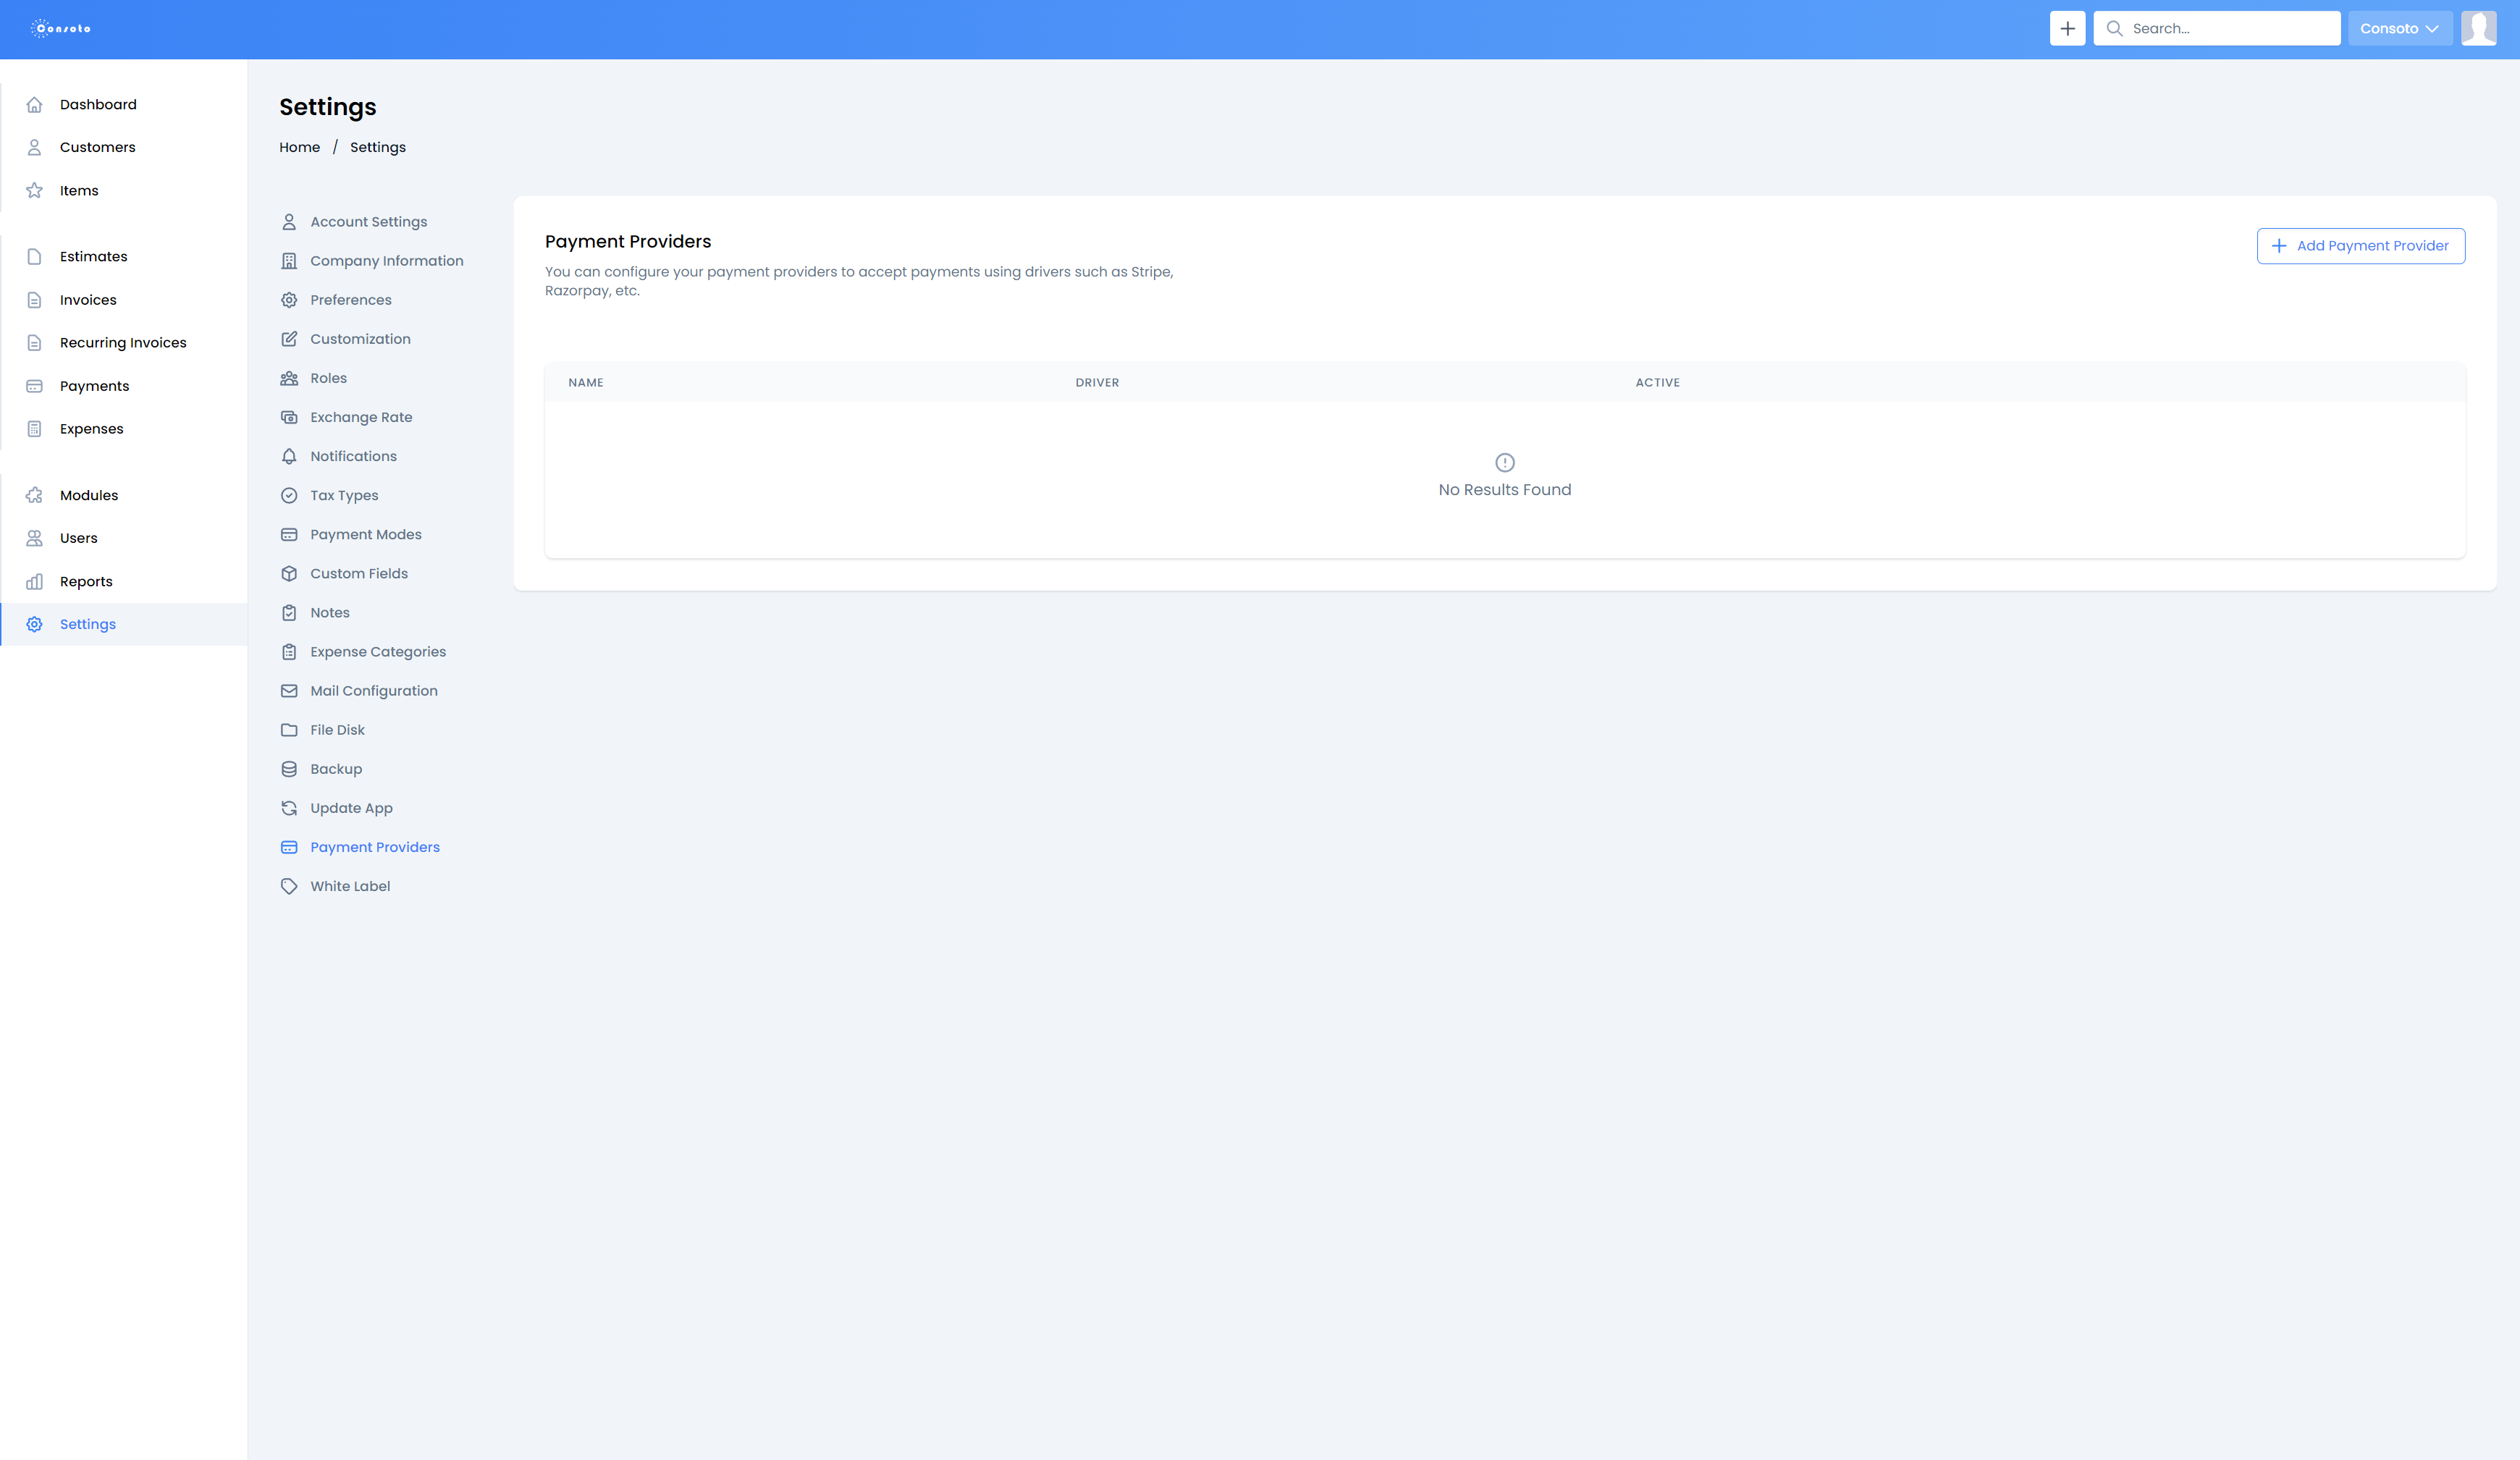 Consoto
Search...
Consoto
Dashboard
Customers
Items
Estimates
Invoices
Recurring Invoices
Payments
Expenses
Modules
Users
Reports
Settings
Settings
Home / Settings
Account Settings
Company Information
Preferences
Customization
Roles
Exchange Rate
Notifications
Tax Types
Payment Modes
Custom Fields
Notes
Expense Categories
Mail Configuration
File Disk
Backup
Update App
Payment Providers
White Label
Payment Providers
You can configure your payment providers to accept payments using drivers such as Stripe,
Razorpay, etc.
Add Payment Provider
NAME DRIVER ACTIVE
No Results Found